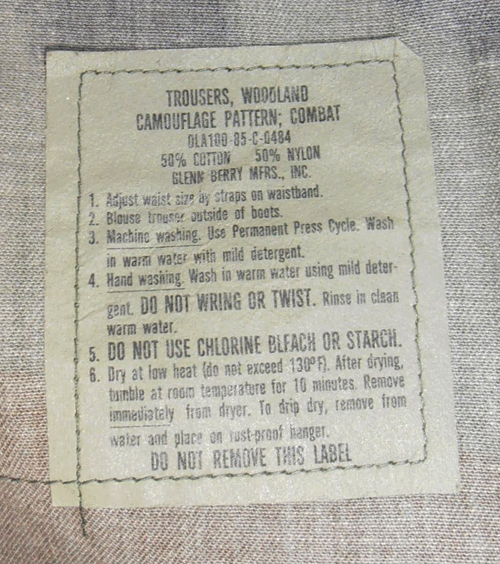 TROUSERS, WOODLAND
CAMOUFLAGE PATTERN; COMBAT
DLA100-85-C-0484
50% COTTON 50% NYLON
GLENN BERRY MFRS., INC.
1. Adjust waist size by straps on waistband.
2. Blouse trouser outside of boots.
3. Machine washing. Use Permanent Press Cycle. Wash
in warm water with mild detergent.
4. Hand washing. Wash in warm water using mild deter-
gent. DO NOT WRING OR TWIST. Rinse in clean
warm water.
5. DO NOT USE CHLORINE BLEACH OR STARCH.
6. Dry at low heat (do not exceed 130°F). After drying,
tumble at room temperature for 10 minutes. Remove
immediately from dryer. To drip dry, remove from
water and place on rust-proof hanger.
DO NOT REMOVE THIS LABEL